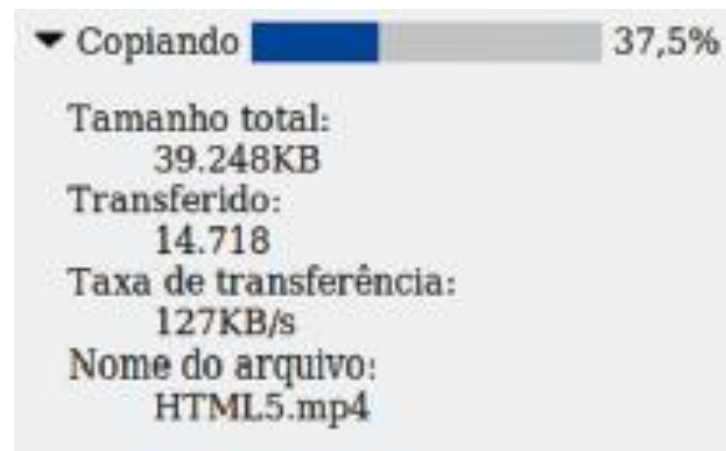 Copiando 37,5%
Tamanho total:
39.248KB
Transferido:
14.718
Taxa de transferência:
127KB/s
Nome do arquivo:
HTML5.mp4